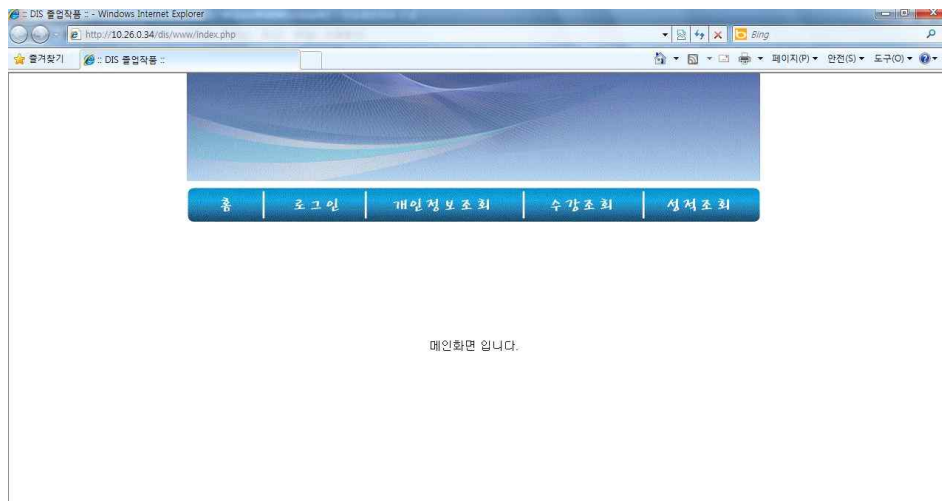 :: DIS 졸업작품 :: - Windows Internet Explorer
http://10.26.0.34/dis/www/index.php
Bing
즐겨찾기
:: DIS 졸업작품 ::
페이지(P)
안전(S)
도구(O)
홈
로그인
개인정보조회
수강조회
성적조회
메인화면 입니다.